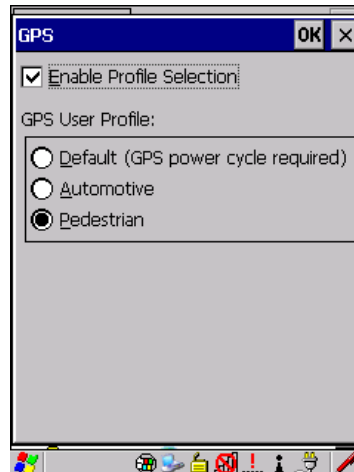 GPS OK ×
Enable Profile Selection
GPS User Profile:
Default (GPS power cycle required)
Automotive
Pedestrian